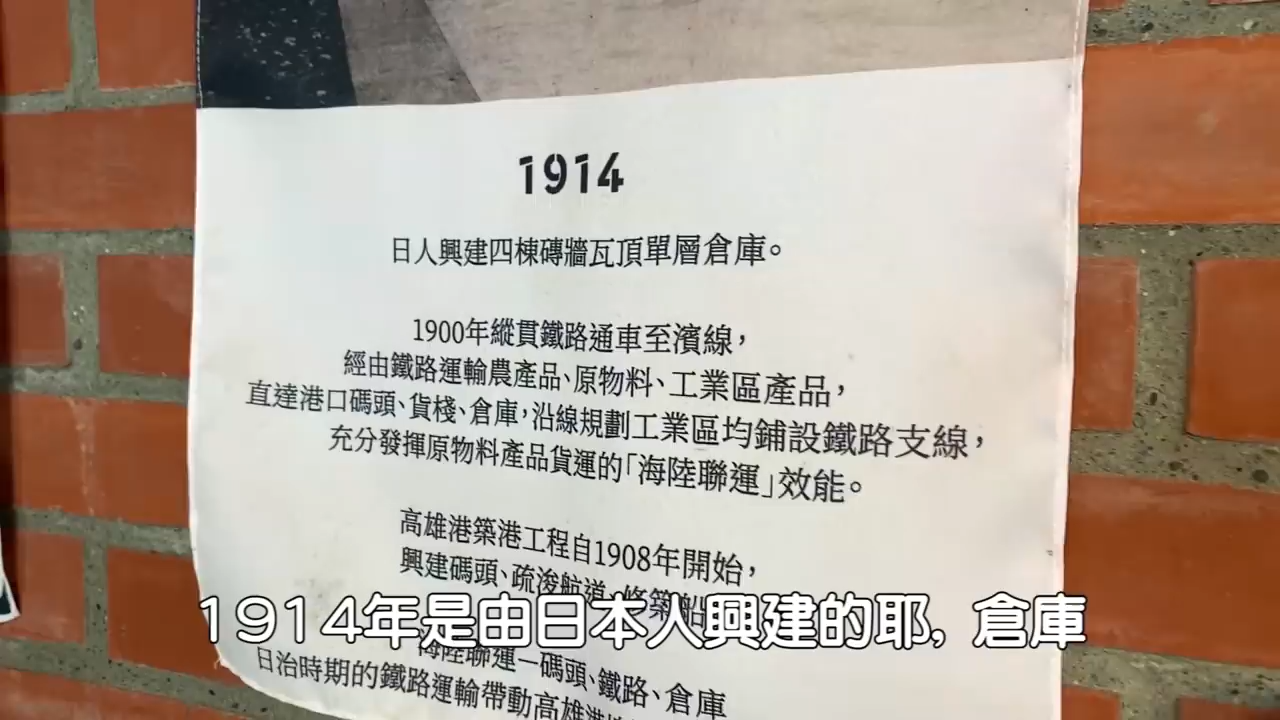 1914
日人興建四棟磚牆瓦頂單層倉庫。
1900年縱貫鐵路通車至濱線，
經由鐵路運輸農產品、原物料、工業區產品，
直達港口碼頭、貨棧、倉庫，沿線規劃工業區均鋪設鐵路支線，
充分發揮原物料產品貨運的「海陸聯運」效能。
高雄港築港工程自1908年開始，
興建碼頭、疏浚航道、修築船
海陸聯運－碼頭、鐵路、倉庫
日治時期的鐵路運輸帶動高雄港
1914年是由日本人興建的耶, 倉庫